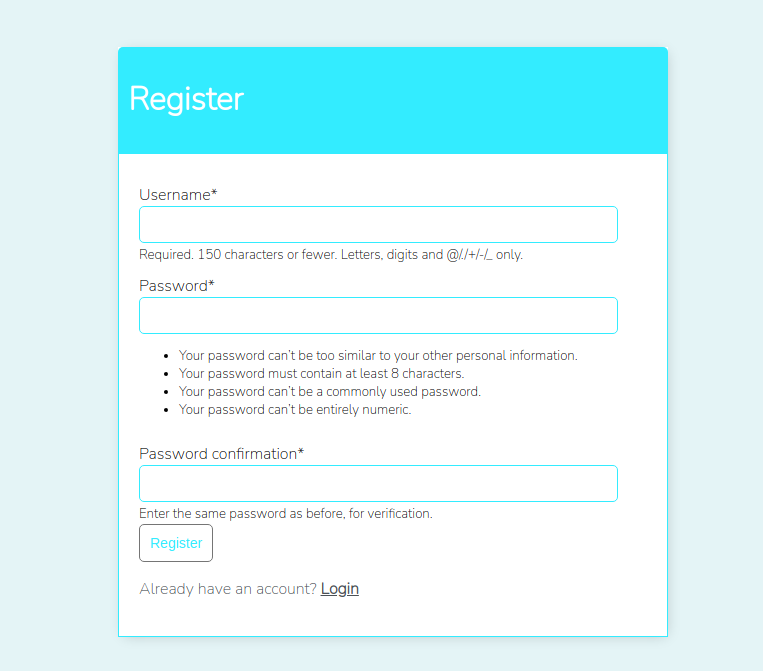 Register
Username*
Required. 150 characters or fewer. Letters, digits and @/./+/-/_ only.
Password*
Your password can't be too similar to your other personal information.
Your password must contain at least 8 characters.
Your password can't be a commonly used password.
Your password can't be entirely numeric.
Password confirmation*
Enter the same password as before, for verification.
Register
Already have an account? Login